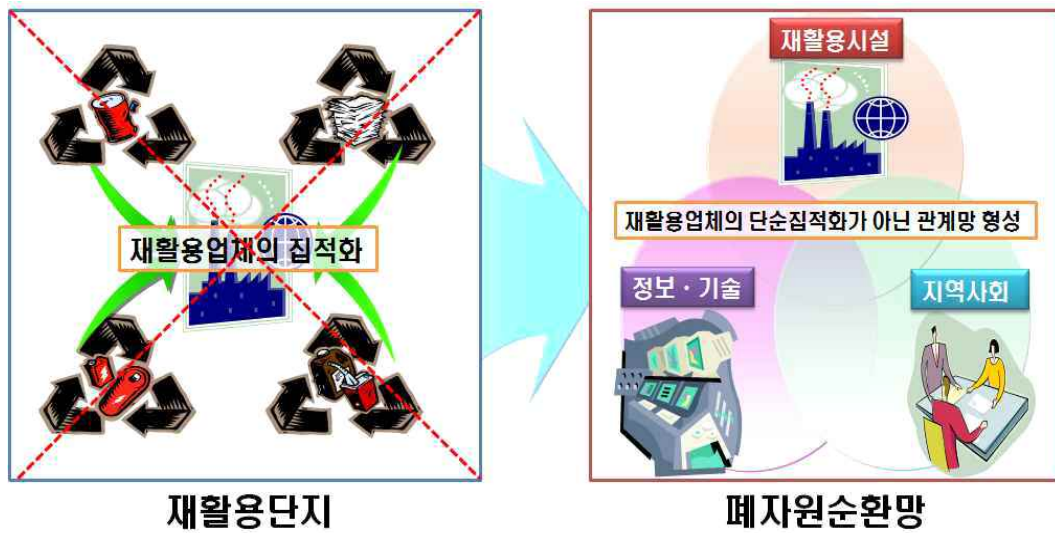 재활용업체의 집적화
재활용단지
재활용시설
재활용업체의 단순집적화가 아닌 관계망 형성
정보·기술
지역사회
폐자원순환망